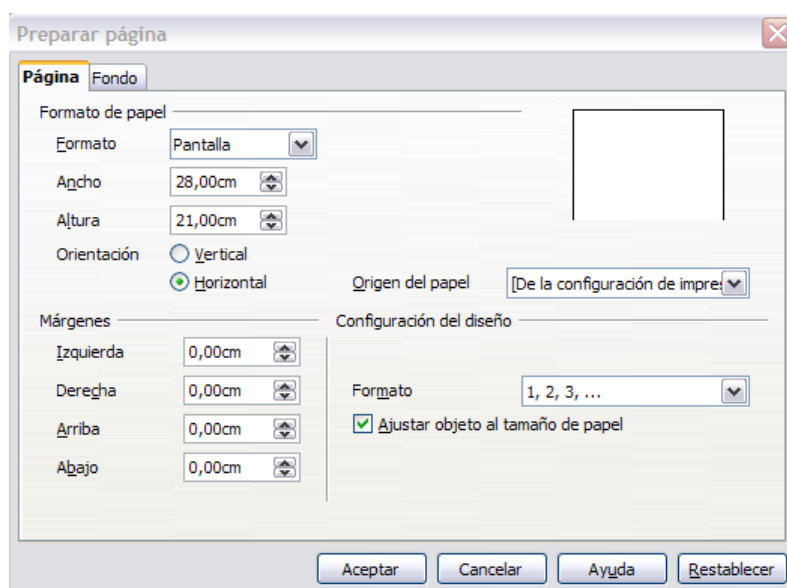 Preparar página
Página Fondo
Formato de papel
Formato Pantalla
Ancho 28,00cm
Altura 21,00cm
Orientación Vertical
Horizontal Origen del papel [De la configuración de impre
Márgenes Configuración del diseño
Izquierda 0,00cm
Derecha 0,00cm Formato 1, 2, 3, ...
Arriba 0,00cm Ajustar objeto al tamaño de papel
Abajo 0,00cm
Aceptar Cancelar Ayuda Restablecer